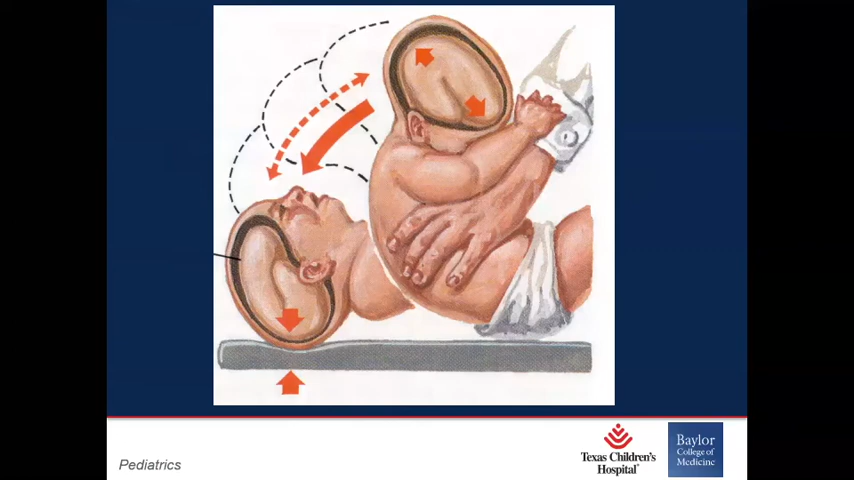 Pediatrics
Texas Children's
Hospital®
Baylor
College of
Medicine